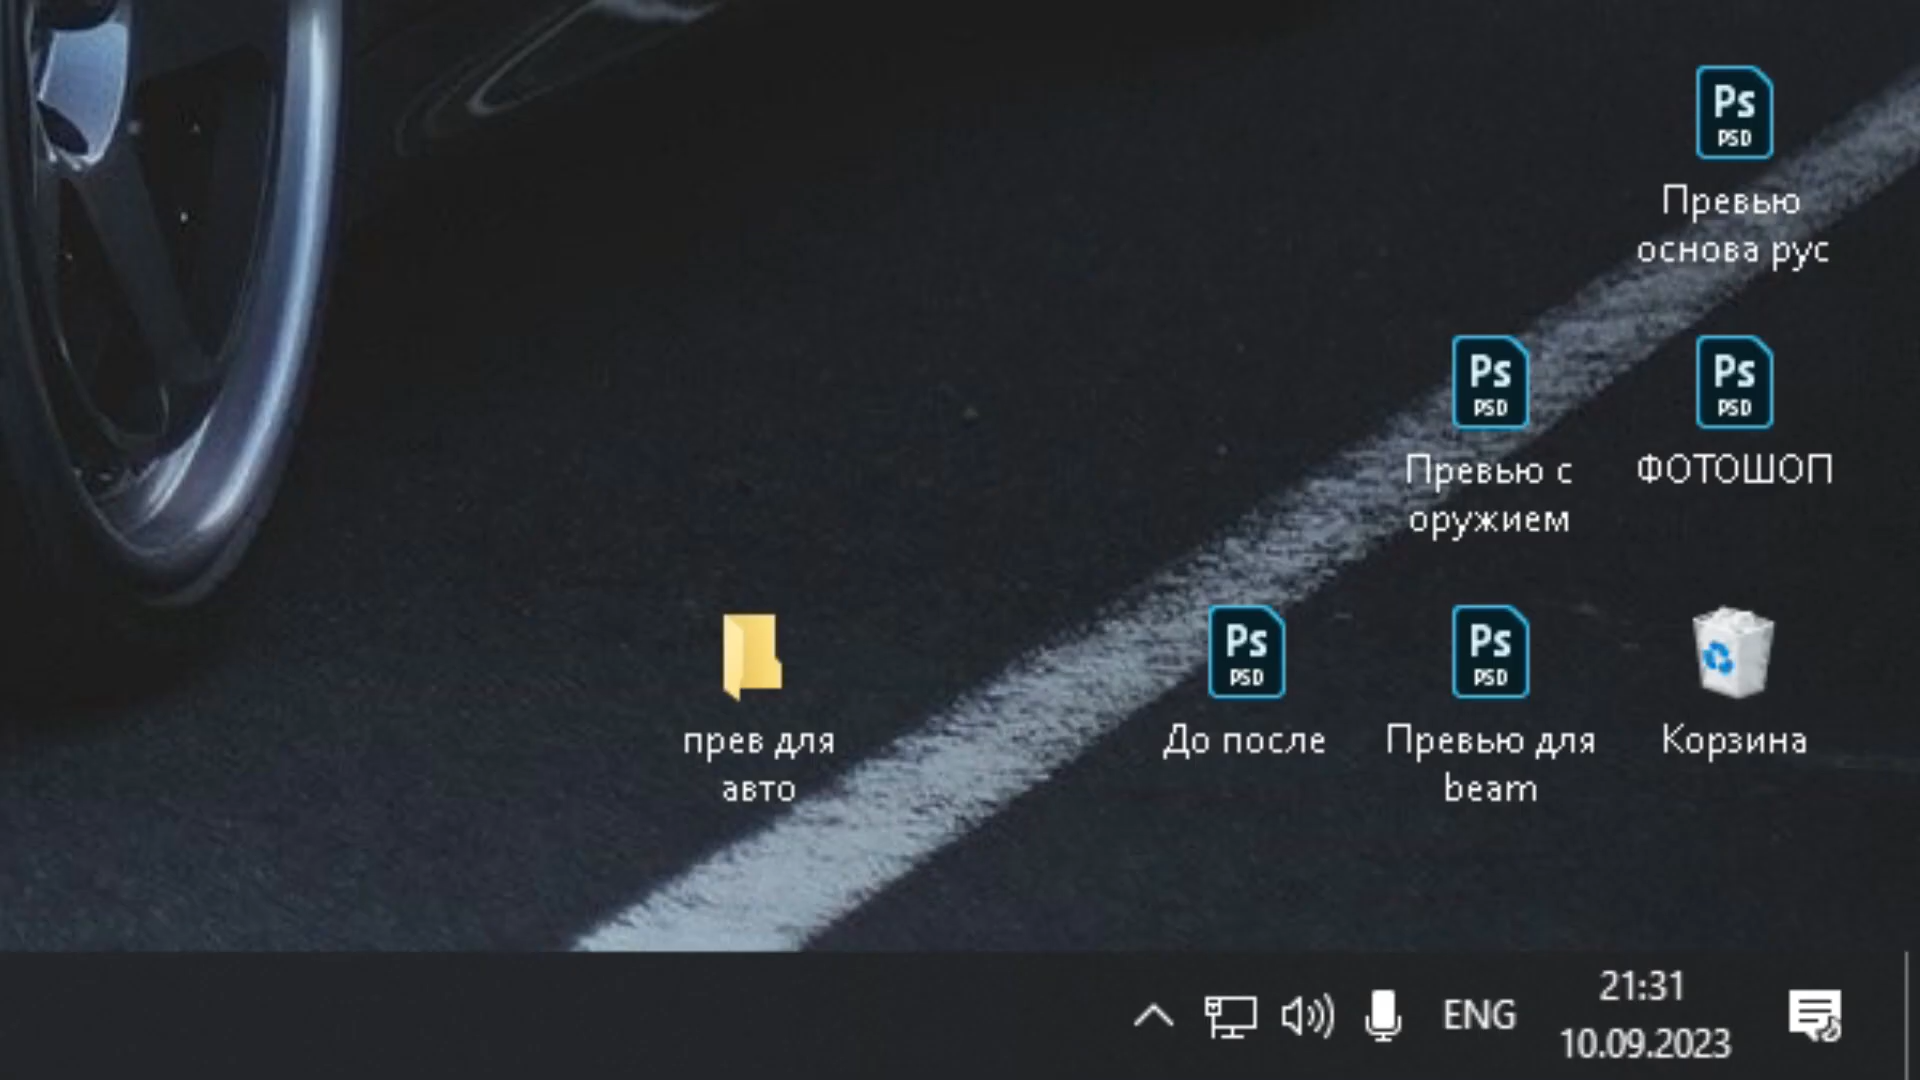 Ps
PSD
Превью
основа рус
Ps
PSD
Превью с
оружием
Ps
PSD
ФОТОШОП
прев для
авто
Ps
PSD
До после
Ps
PSD
Превью для
beam
Корзина
ENG
21:31
10.09.2023